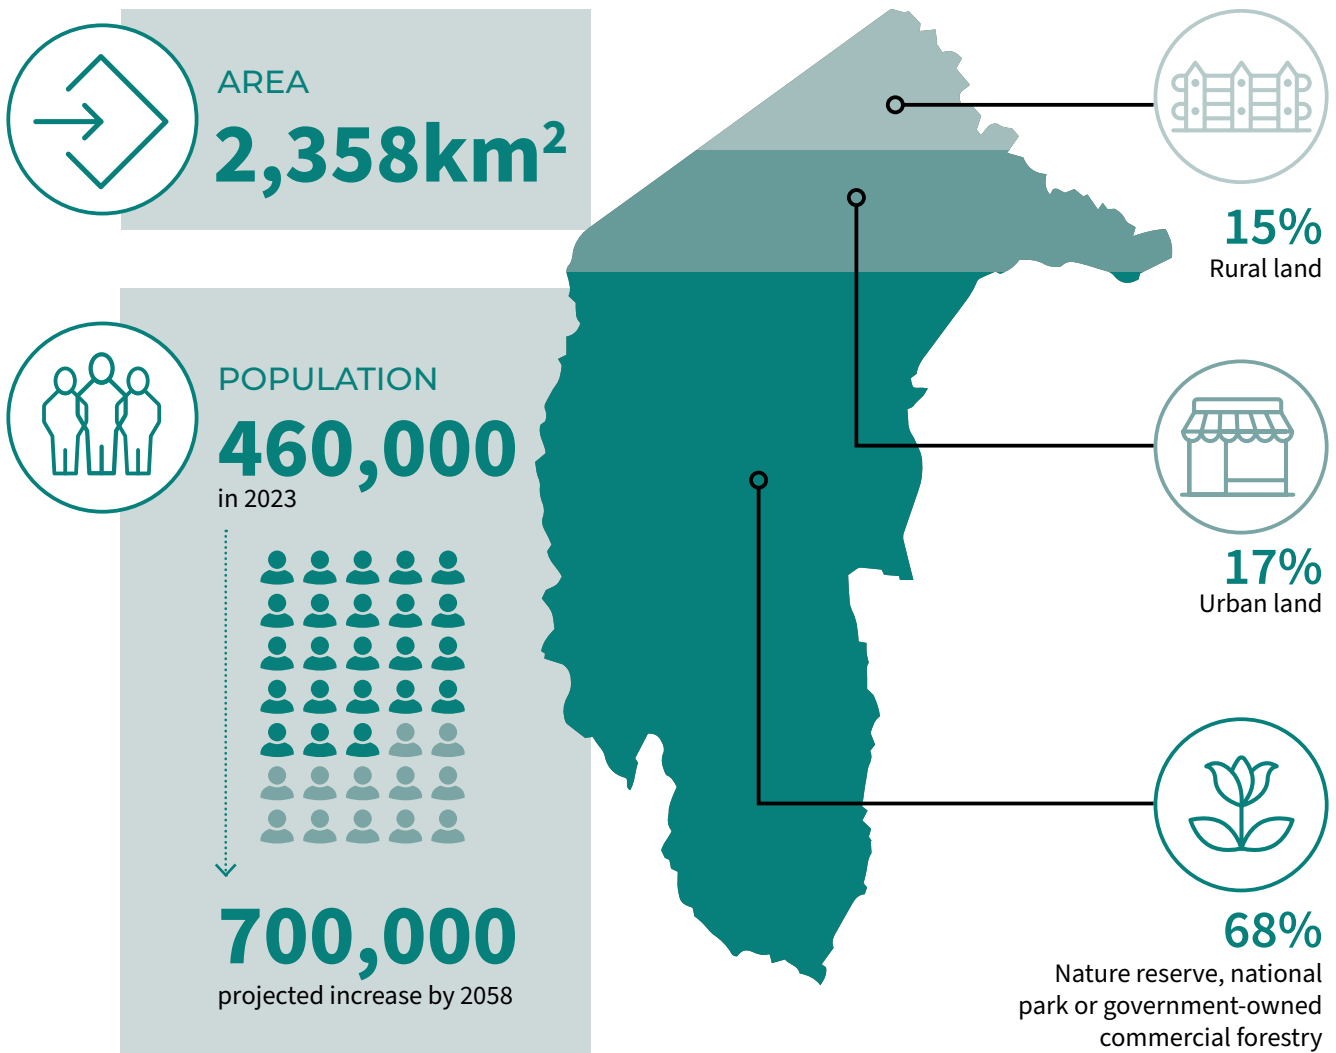 AREA
2,358km²
POPULATION
460,000
in 2023
700,000
projected increase by 2058
15%
Rural land
17%
Urban land
68%
Nature reserve, national
park or government-owned
commercial forestry